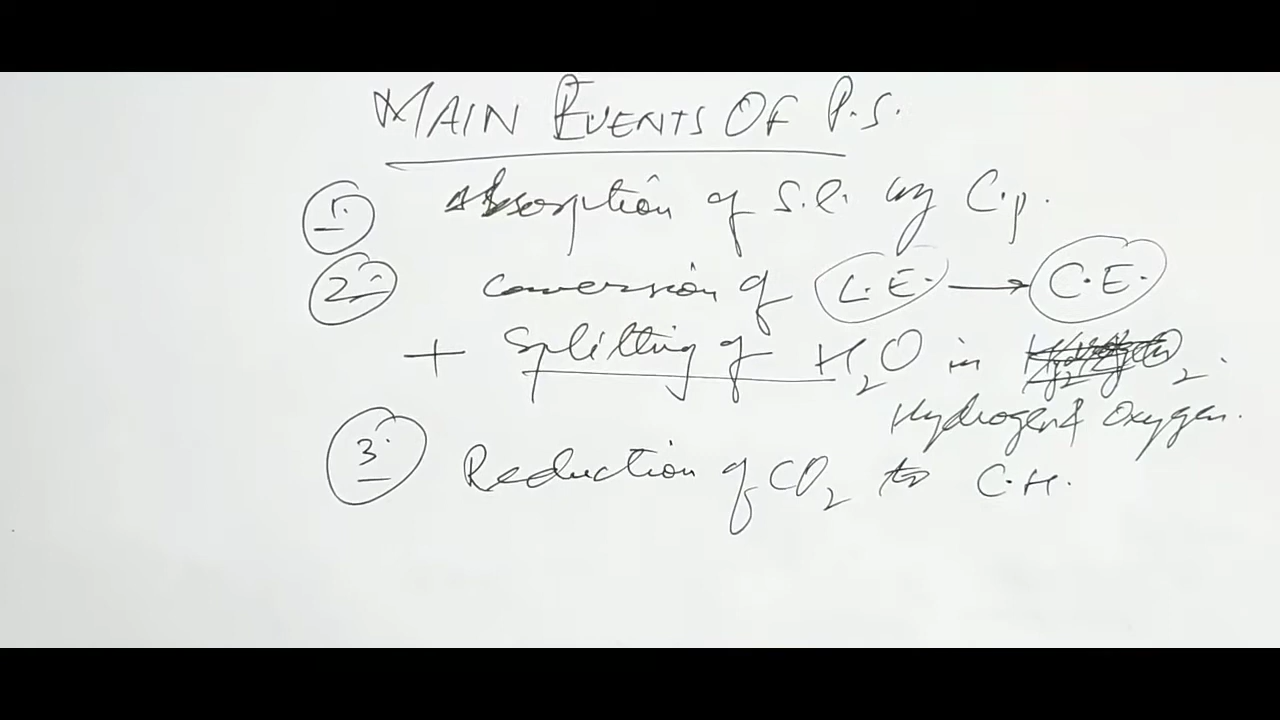 MAIN EVENTS OF P.S.
1. Absorption of S.l. by C.p.
2. Conversion of L.E. → C.E.
+ Splitting of H₂O in
Hydrogen & Oxygen.
3. Reduction of CO₂ to C.H.